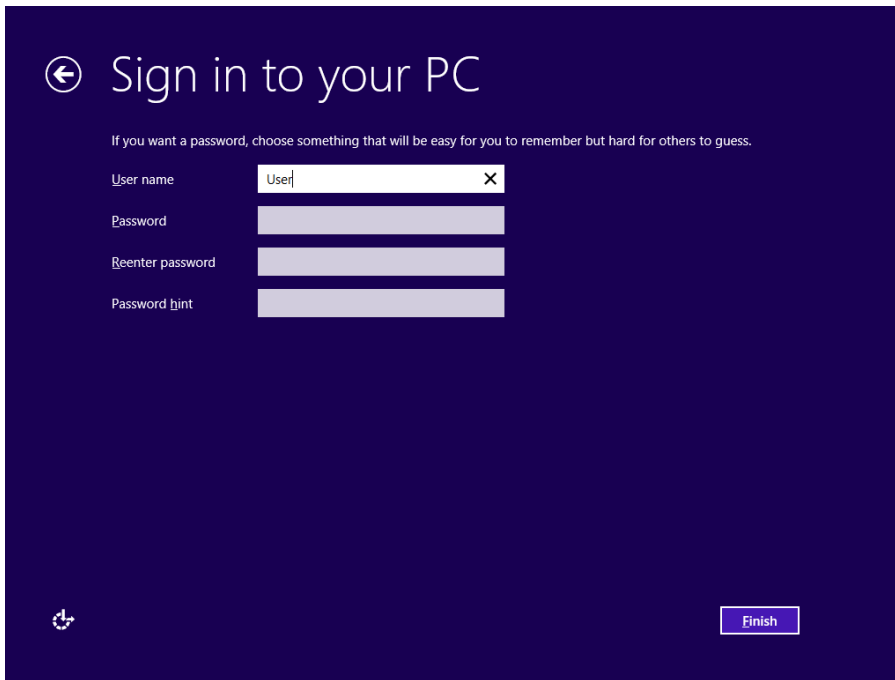 Sign in to your PC
If you want a password, choose something that will be easy for you to remember but hard for others to guess.
User name User
Password
Reenter password
Password hint
Finish